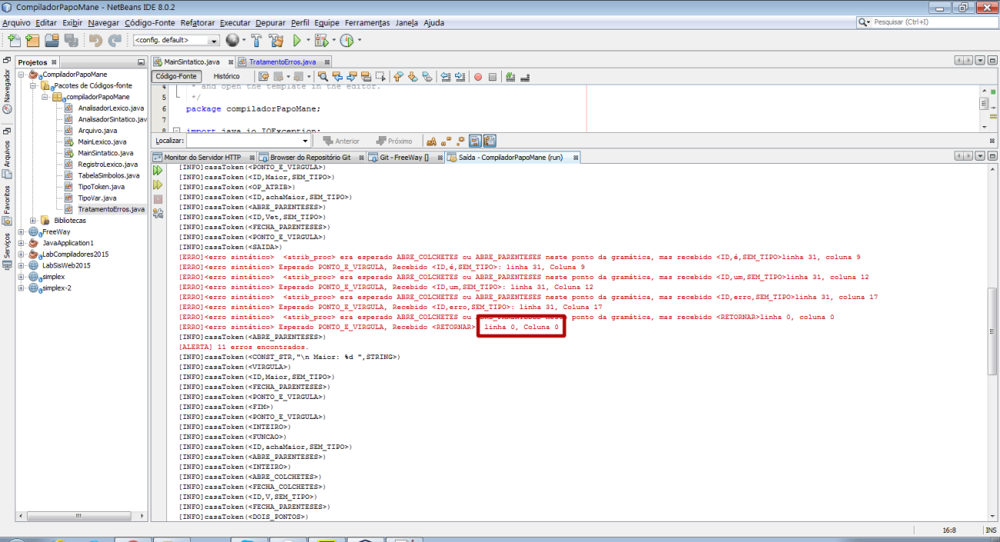 CompiladorPapoMane - NetBeans IDE 8.0.2
Arquivo Editar Exibir Navegar Código-Fonte Refatorar Executar Depurar Perfil Equipe Ferramentas Janela Ajuda
Pesquisar (Ctrl+I)
<config. default>
Projetos
MainSintatico.java
TratamentoErros.java
Navegador
Arquivos
Favoritos
Serviços
CompiladorPapoMane
Pacotes de Códigos-fonte
compiladorPapoMane
AnalisadorLexico.java
AnalisadorSintatico.jav
Arquivo.java
MainLexico.java
MainSintatico.java
RegistroLexico.java
TabelaSimbolos.java
TipoToken.java
TipoVar.java
TratamentoErros.java
Bibliotecas
FreeWay
JavaApplication1
LabCompiladores2015
LabSisWeb2015
simplex
simplex-2
Código-Fonte Histórico
4 * and open the template in the editor.
5 */
6 package compiladorPapoMane;
7
8 import java.io.IOException;
Localizar: Anterior Próximo
Monitor do Servidor HTTP Browser do Repositório Git Git - FreeWay [] Saída - CompiladorPapoMane (run)
[INFO]casaToken(<PONTO_E_VIRGULA>)
[INFO]casaToken(<ID,Maior,SEM_TIPO>)
[INFO]casaToken(<OP_ATRIB>)
[INFO]casaToken(<ID,achaMaior,SEM_TIPO>)
[INFO]casaToken(<ABRE_PARENTESES>)
[INFO]casaToken(<ID,Vet,SEM_TIPO>)
[INFO]casaToken(<FECHA_PARENTESES>)
[INFO]casaToken(<PONTO_E_VIRGULA>)
[INFO]casaToken(<SAIDA>)
[ERRO]<erro sintático> <atrib_proc> era esperado ABRE_COLCHETES ou ABRE_PARENTESES neste ponto da gramática, mas recebido <ID,é,SEM_TIPO>linha 31, coluna 9
[ERRO]<erro sintático> Esperado PONTO_E_VIRGULA, Recebido <ID,é,SEM_TIPO>: linha 31, Coluna 9
[ERRO]<erro sintático> <atrib_proc> era esperado ABRE_COLCHETES ou ABRE_PARENTESES neste ponto da gramática, mas recebido <ID,um,SEM_TIPO>linha 31, coluna 12
[ERRO]<erro sintático> Esperado PONTO_E_VIRGULA, Recebido <ID,um,SEM_TIPO>: linha 31, Coluna 12
[ERRO]<erro sintático> <atrib_proc> era esperado ABRE_COLCHETES ou ABRE_PARENTESES neste ponto da gramática, mas recebido <ID,erro,SEM_TIPO>linha 31, coluna 17
[ERRO]<erro sintático> Esperado PONTO_E_VIRGULA, Recebido <ID,erro,SEM_TIPO>: linha 31, Coluna 17
[ERRO]<erro sintático> <atrib_proc> era esperado ABRE_COLCHETES ou ABRE_PARENTESES neste ponto da gramática, mas recebido <RETORNAR>linha 0, coluna 0
[ERRO]<erro sintático> Esperado PONTO_E_VIRGULA, Recebido <RETORNAR> linha 0, Coluna 0
[INFO]casaToken(<ABRE_PARENTESES>)
[ALERTA] 11 erros encontrados.
[INFO]casaToken(<CONST_STR,"\n Maior: %d ",STRING>)
[INFO]casaToken(<VIRGULA>)
[INFO]casaToken(<ID,Maior,SEM_TIPO>)
[INFO]casaToken(<FECHA_PARENTESES>)
[INFO]casaToken(<PONTO_E_VIRGULA>)
[INFO]casaToken(<FIM>)
[INFO]casaToken(<PONTO_E_VIRGULA>)
[INFO]casaToken(<INTEIRO>)
[INFO]casaToken(<FUNCAO>)
[INFO]casaToken(<ID,achaMaior,SEM_TIPO>)
[INFO]casaToken(<ABRE_PARENTESES>)
[INFO]casaToken(<INTEIRO>)
[INFO]casaToken(<ABRE_COLCHETES>)
[INFO]casaToken(<FECHA_COLCHETES>)
[INFO]casaToken(<ID,V,SEM_TIPO>)
[INFO]casaToken(<FECHA_PARENTESES>)
[INFO]casaToken(<DOIS_PONTOS>)
16:8 INS